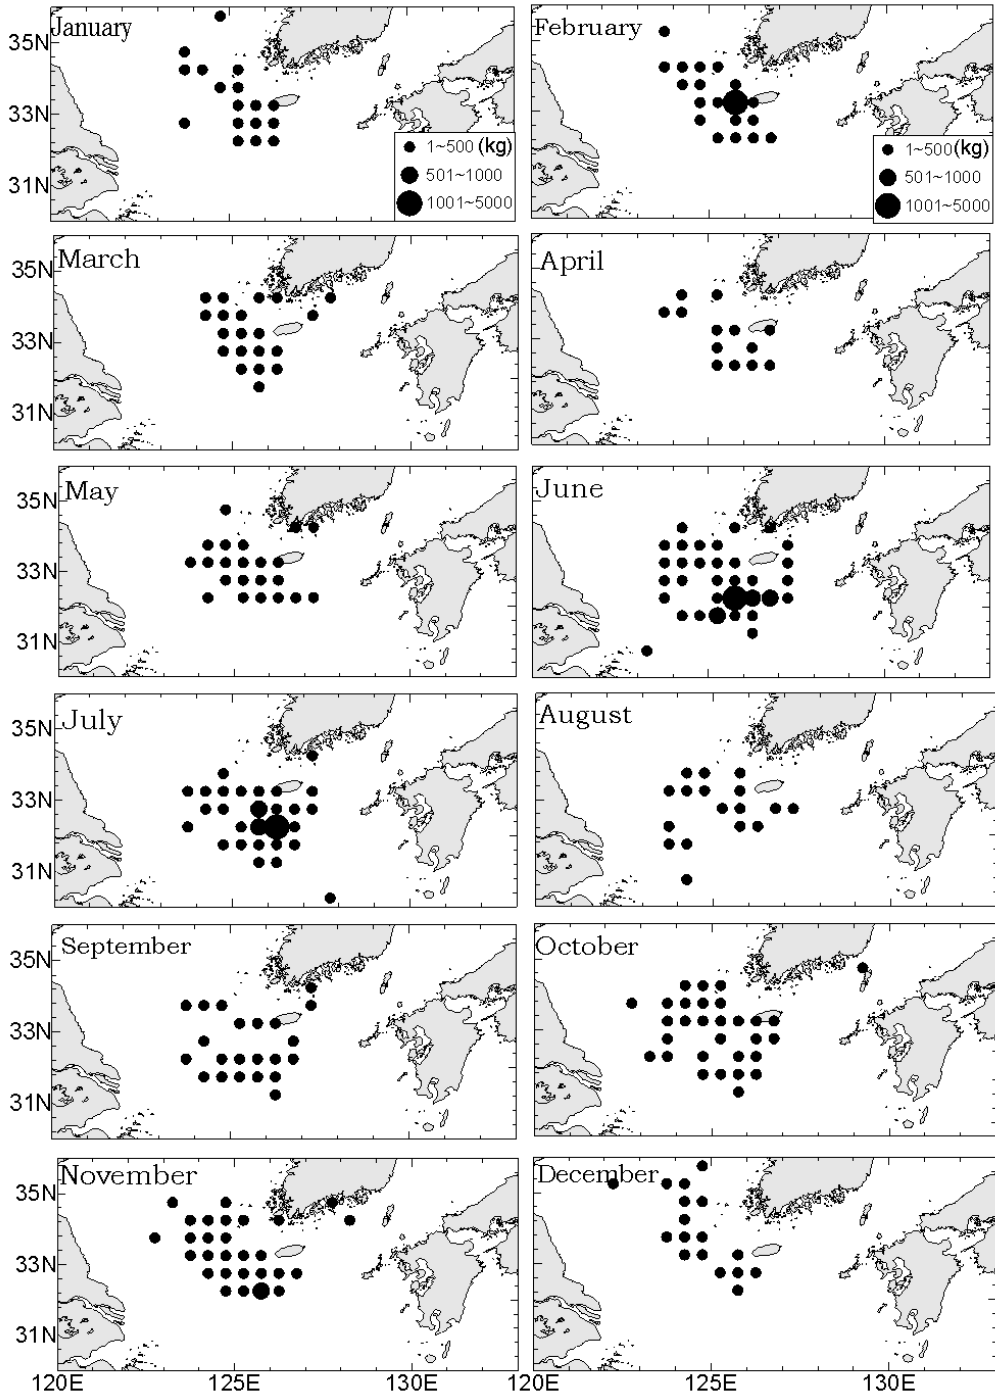 January
February
35N
33N
31N
1~500 (kg)
501~1000
1001~5000
1~500(kg)
501~1000
1001~5000
March
April
35N
33N
31N
May
June
35N
33N
31N
July
August
35N
33N
31N
September
October
35N
33N
31N
November
December
35N
33N
31N
120E 125E 130E 120E 125E 130E